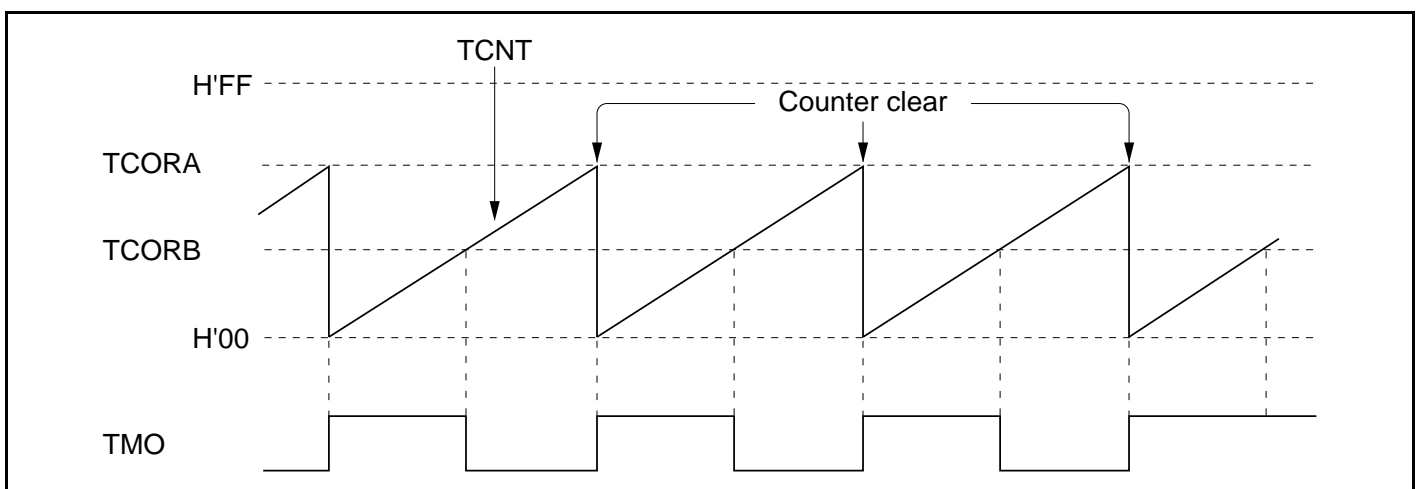 TCNT
H'FF
Counter clear
TCORA
TCORB
H'00
TMO